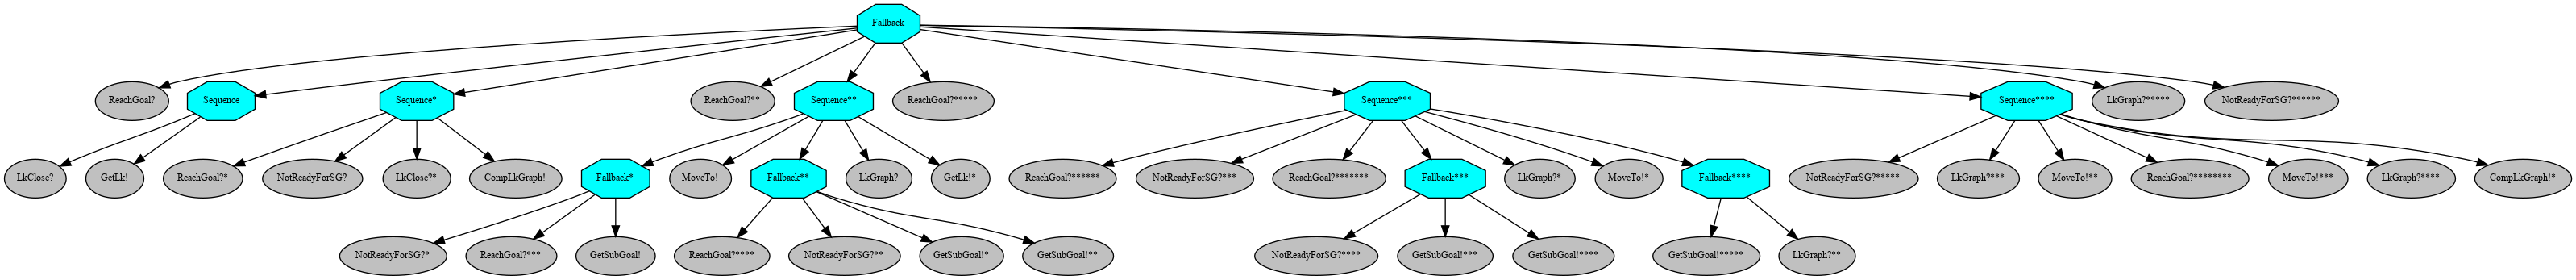 Fallback
ReachGoal?
Sequence
Sequence*
ReachGoal?**
Sequence**
ReachGoal?*****
Sequence***
Sequence****
LkGraph?*****
NotReadyForSG?******
LkClose?
GetLk!
ReachGoal?*
NotReadyForSG?
LkClose?*
CompLkGraph!
Fallback*
MoveTo!
Fallback**
LkGraph?
GetLk!*
ReachGoal?******
NotReadyForSG?***
ReachGoal?*******
Fallback***
LkGraph?*
MoveTo!*
Fallback****
NotReadyForSG?*****
LkGraph?***
MoveTo!**
ReachGoal?********
MoveTo!***
LkGraph?****
CompLkGraph!*
NotReadyForSG?*
ReachGoal?***
GetSubGoal!
ReachGoal?****
NotReadyForSG?**
GetSubGoal!*
GetSubGoal!**
NotReadyForSG?****
GetSubGoal!***
GetSubGoal!****
GetSubGoal!*****
LkGraph?**